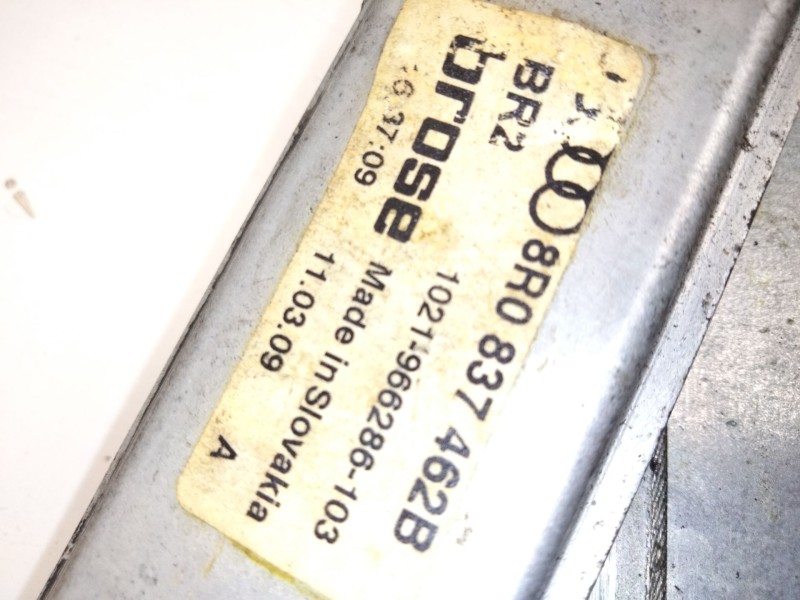 8R0 837 462B
BR2
1021-966286-103
brose Made in Slovakia
37:09 11.03.09 A